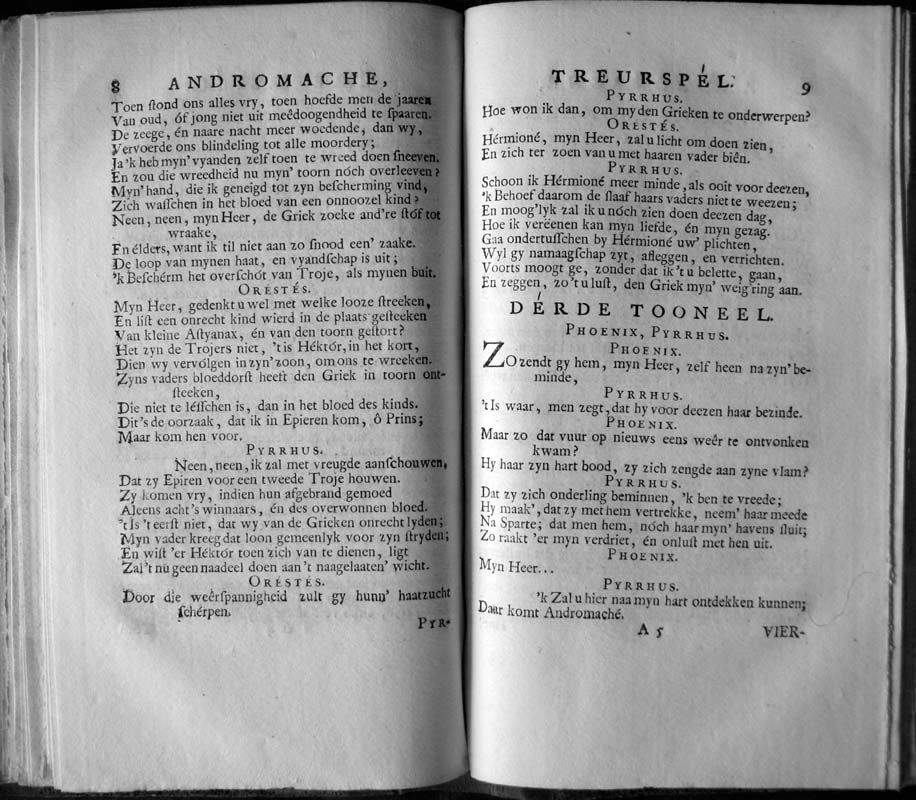 8 ANDROMACHE,
Toen ſtond ons alles vry, toen hoefde men de jaaren
Van oud, óf jong niet uit meêdoogendheid te ſpaaren.
De zeege, én naare nacht meer woedende, dan wy,
Vervoerde ons blindeling tot alle moordery;
Ja 'k heb myn' vyanden zelf toen te wreed doen ſneeven.
En zou die wreedheid nu myn' toorn nóch overleeven?
Myn' hand, die ik geneigd tot zyn beſcherming vind,
Zich waſſchen in het bloed van een onnoozel kind?
Neen, neen, myn Heer, de Griek zoeke and're ſtóf tot
wraake,
En élders, want ik til niet aan zo ſnood een' zaake.
De loop van mynen haat, en vyandſchap is uit;
'k Beſchérm het overſchót van Troje, als mynen buit.
ORÉSTÉS.
Myn Heer, gedenkt u wel met welke looze ſtreeken,
En liſt een onrecht kind wierd in de plaats geſteeken
Van kleine Aſtyanax, én van den toorn geſtort?
Het zyn de Trojers niet, 't is Héktór, in het kort,
Dien wy vervólgen in zyn' zoon, om ons te wreeken.
Zyns vaders bloeddorſt heeft den Griek in toorn ont-
ſteeken,
Die niet te léſſchen is, dan in het bloed des kinds.
Dit's de oorzaak, dat ik in Epieren kom, ô Prins;
Maar kom hen voor.
PYRRHUS.
Neen, neen, ik zal met vreugde aanſchouwen,
Dat zy Epiren voor een tweede Troje houwen.
Zy komen vry, indien hun afgebrand gemoed
Alééns acht's winnaars, én des overwonnen bloed.
't Is 't eerſt niet, dat wy van de Grieken onrecht lyden;
Myn vader kreeg dat loon gemeenlyk voor zyn ſtryden;
En wiſt 'er Héktór toen zich van te dienen, ligt
Zal 't nu geen naadeel doen aan 't naagelaaten' wicht.
ORÉSTÉS.
Door die weêrſpannigheid zult gy hunn' haatzucht
ſchérpen.
PYR-
TREURSPÉL. 9
PYRRHUS.
Hoe won ik dan, om my den Grieken te onderwerpen?
ORÉSTÉS.
Hérmioné, myn Heer, zal u licht om doen zien,
En zich ter zoen van u met haaren vader biên.
PYRRHUS.
Schoon ik Hérmioné meer minde, als ooit voor deezen,
'k Behoef daarom de ſlaaf haars vaders niet te weezen;
En moog'lyk zal ik u nóch zien doen deezen dag,
Hoe ik veréenen kan myn liefde, én myn gezag.
Gaa ondertuſſchen by Hérmioné uw' plichten,
Wyl gy namaagſchap zyt, afleggen, en verrichten.
Voorts moogt ge, zonder dat ik 't u belette, gaan,
En zeggen, zo 't u luſt, den Griek myn' weig'ring aan.
DÉRDE TOONEEL.
PHOENIX, PYRRHUS.
PHOENIX.
ZO zendt gy hem, myn Heer, zelf heen na zyn' be-
minde,
PYRRHUS.
't Is waar, men zegt, dat hy voor deezen haar bezinde.
PHOENIX.
Maar zo dat vuur op nieuws eens weêr te ontvonken
kwam?
Hy haar zyn hart bood, zy zich zengde aan zyne vlam?
PYRRHUS.
Dat zy zich onderling beminnen, 'k ben te vreede;
Hy maak', dat zy met hem vertrekke, neem' haar meede
Na Sparte; dat men hem, nóch haar myn' havens ſluit;
Zo raakt 'er myn verdriet, én onluſt met hen uit.
PHOENIX.
Myn Heer...
PYRRHUS.
'k Zal u hier naa myn hart ontdekken kunnen;
Daar komt Andromaché.
A 5 VIER-